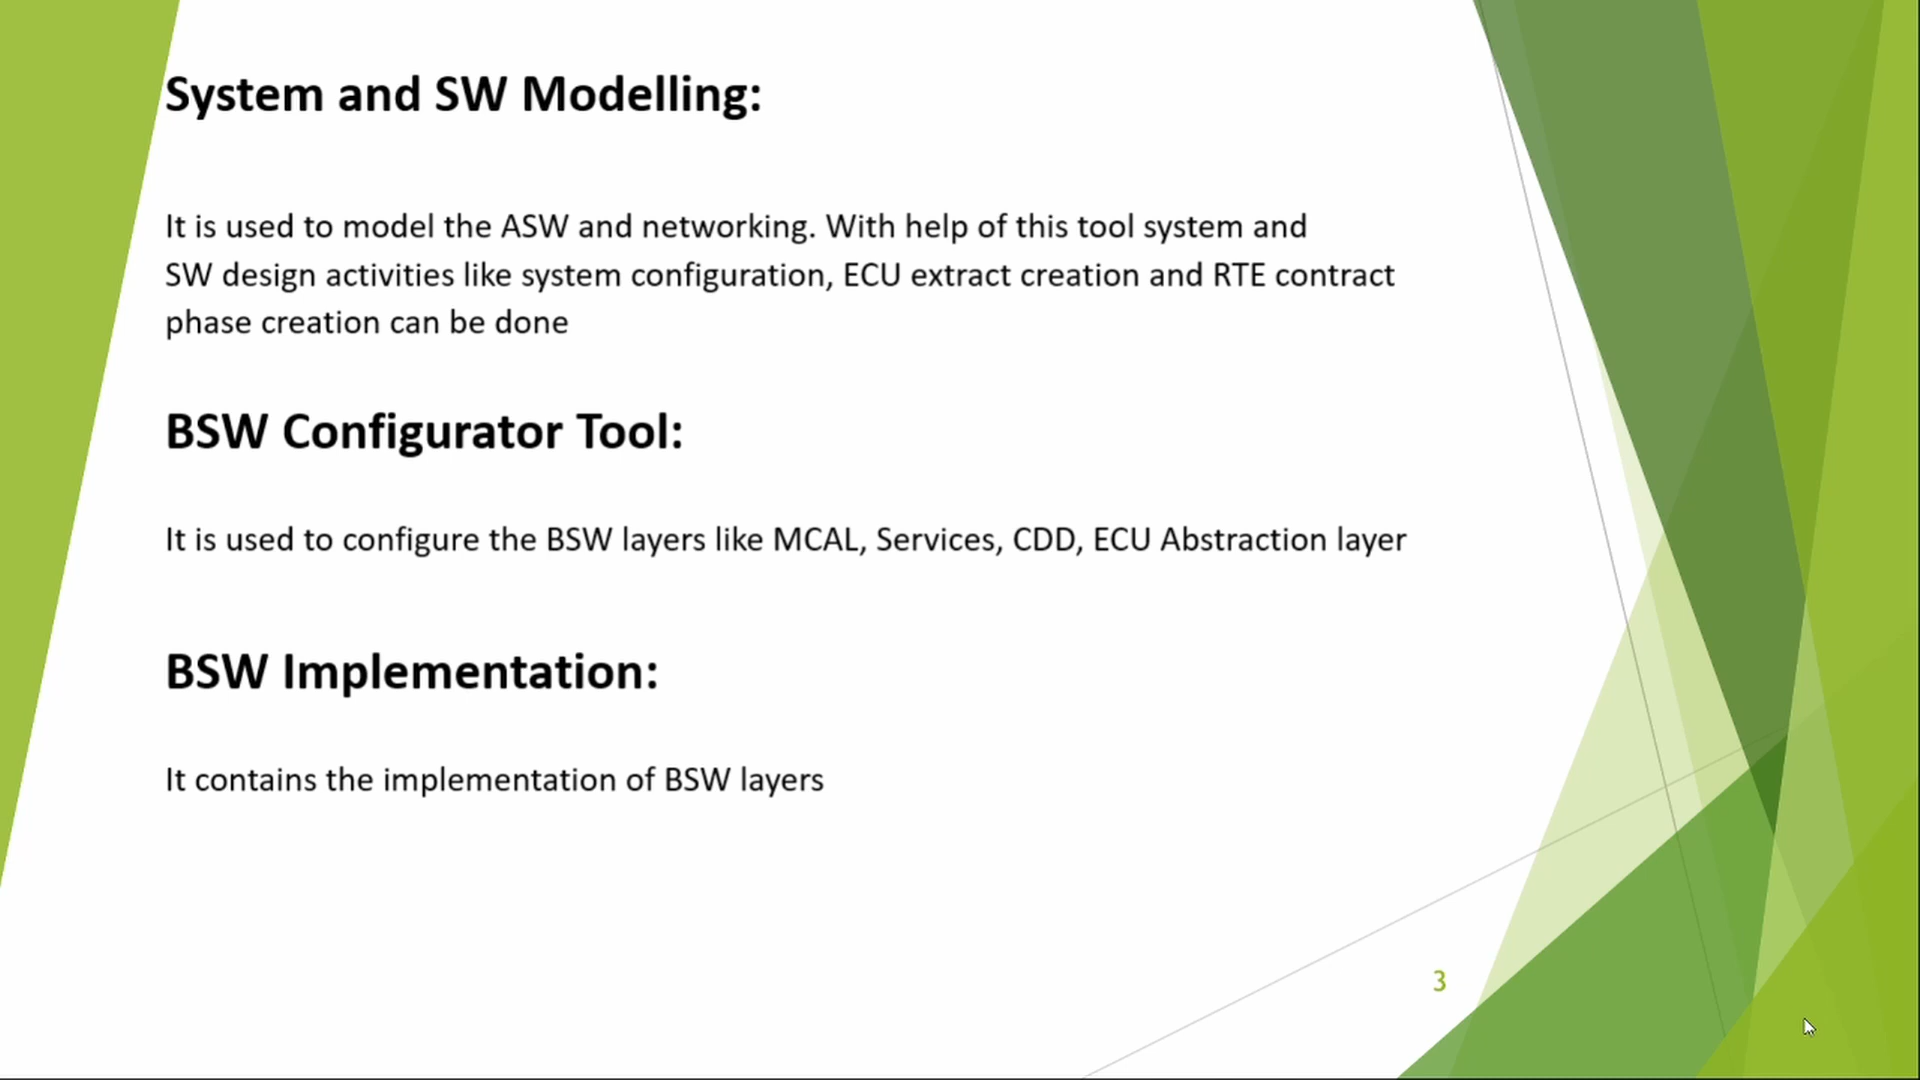 System and SW Modelling:
It is used to model the ASW and networking. With help of this tool system and
SW design activities like system configuration, ECU extract creation and RTE contract
phase creation can be done
BSW Configurator Tool:
It is used to configure the BSW layers like MCAL, Services, CDD, ECU Abstraction layer
BSW Implementation:
It contains the implementation of BSW layers
3